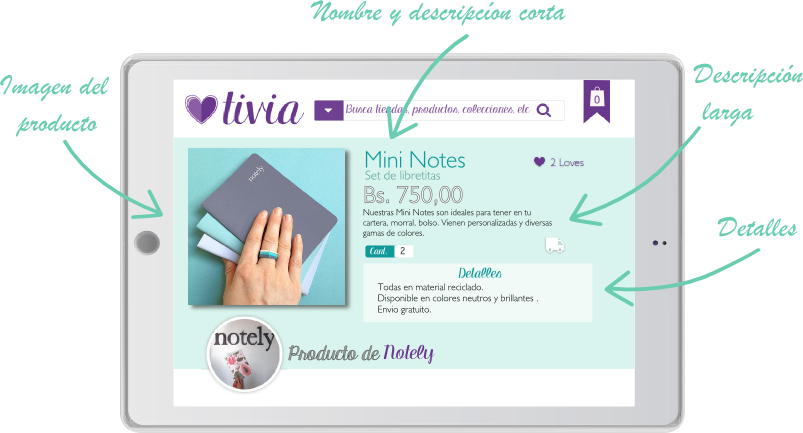 Nombre y descripcíon corta
Imagen del
producto
Descripción
larga
Detalles
tivia
Busca tiendas, productos, colecciones, etc
0
notely
Mini Notes
2 Loves
Set de libretitas
Bs. 750,00
Nuestras Mini Notes son ideales para tener en tu
cartera, morral, bolso. Vienen personalizadas y diversas
gamas de colores.
Cant. 2
Detalles
Todas en material reciclado.
Disponible en colores neutros y brillantes .
Envio gratuito.
notely
Producto de Notely